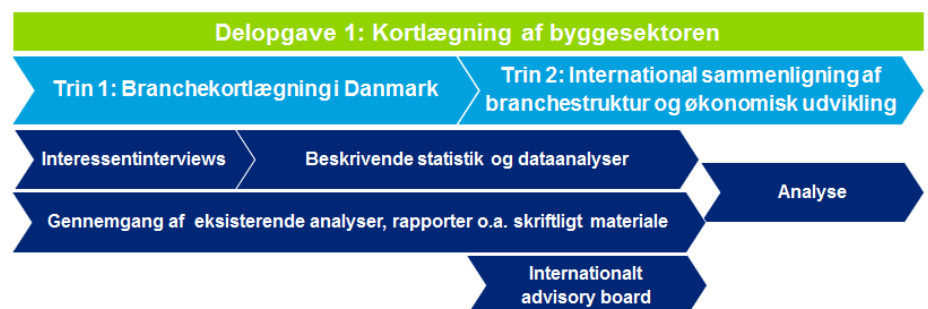 Delopgave 1: Kortlægning af byggesektoren
Trin 1: Branchekortlægning i Danmark
Trin 2: International sammenligning af
branchestruktur og økonomisk udvikling
Interessentinterviews
Beskrivende statistik og dataanalyser
Analyse
Gennemgang af eksisterende analyser, rapporter o.a. skriftligt materiale
Internationalt
advisory board